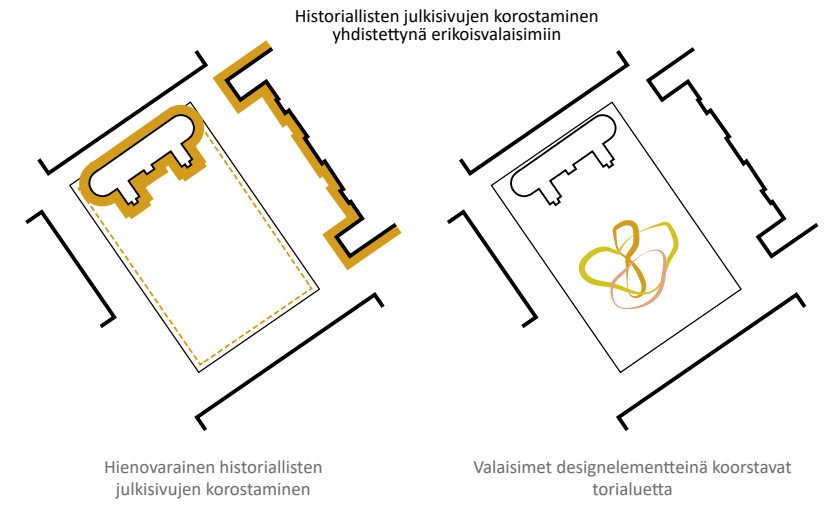 Historiallisten julkisivujen korostaminen
yhdistettynä erikoisvalaisimiin
Hienovarainen historiallisten
julkisivujen korostaminen
Valaisimet designelementteinä koorstavat
torialuetta